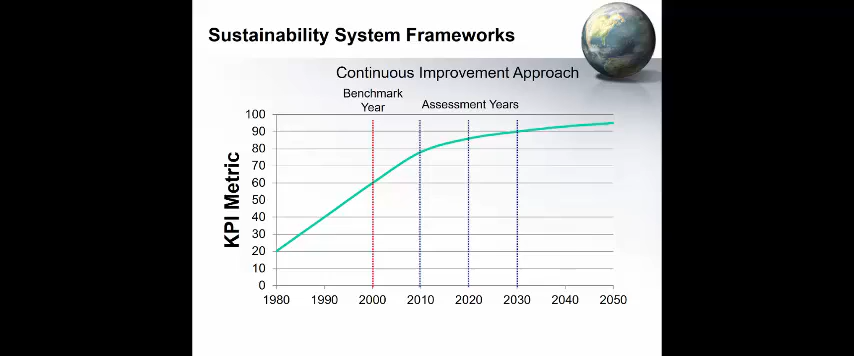 Sustainability System Frameworks
Continuous Improvement Approach
Benchmark
Year
Assessment Years
KPI Metric
100
90
80
70
60
50
40
30
20
10
0
1980 1990 2000 2010 2020 2030 2040 2050